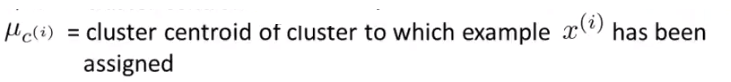 μ_c(i) = cluster centroid of cluster to which example x^(i) has been
assigned